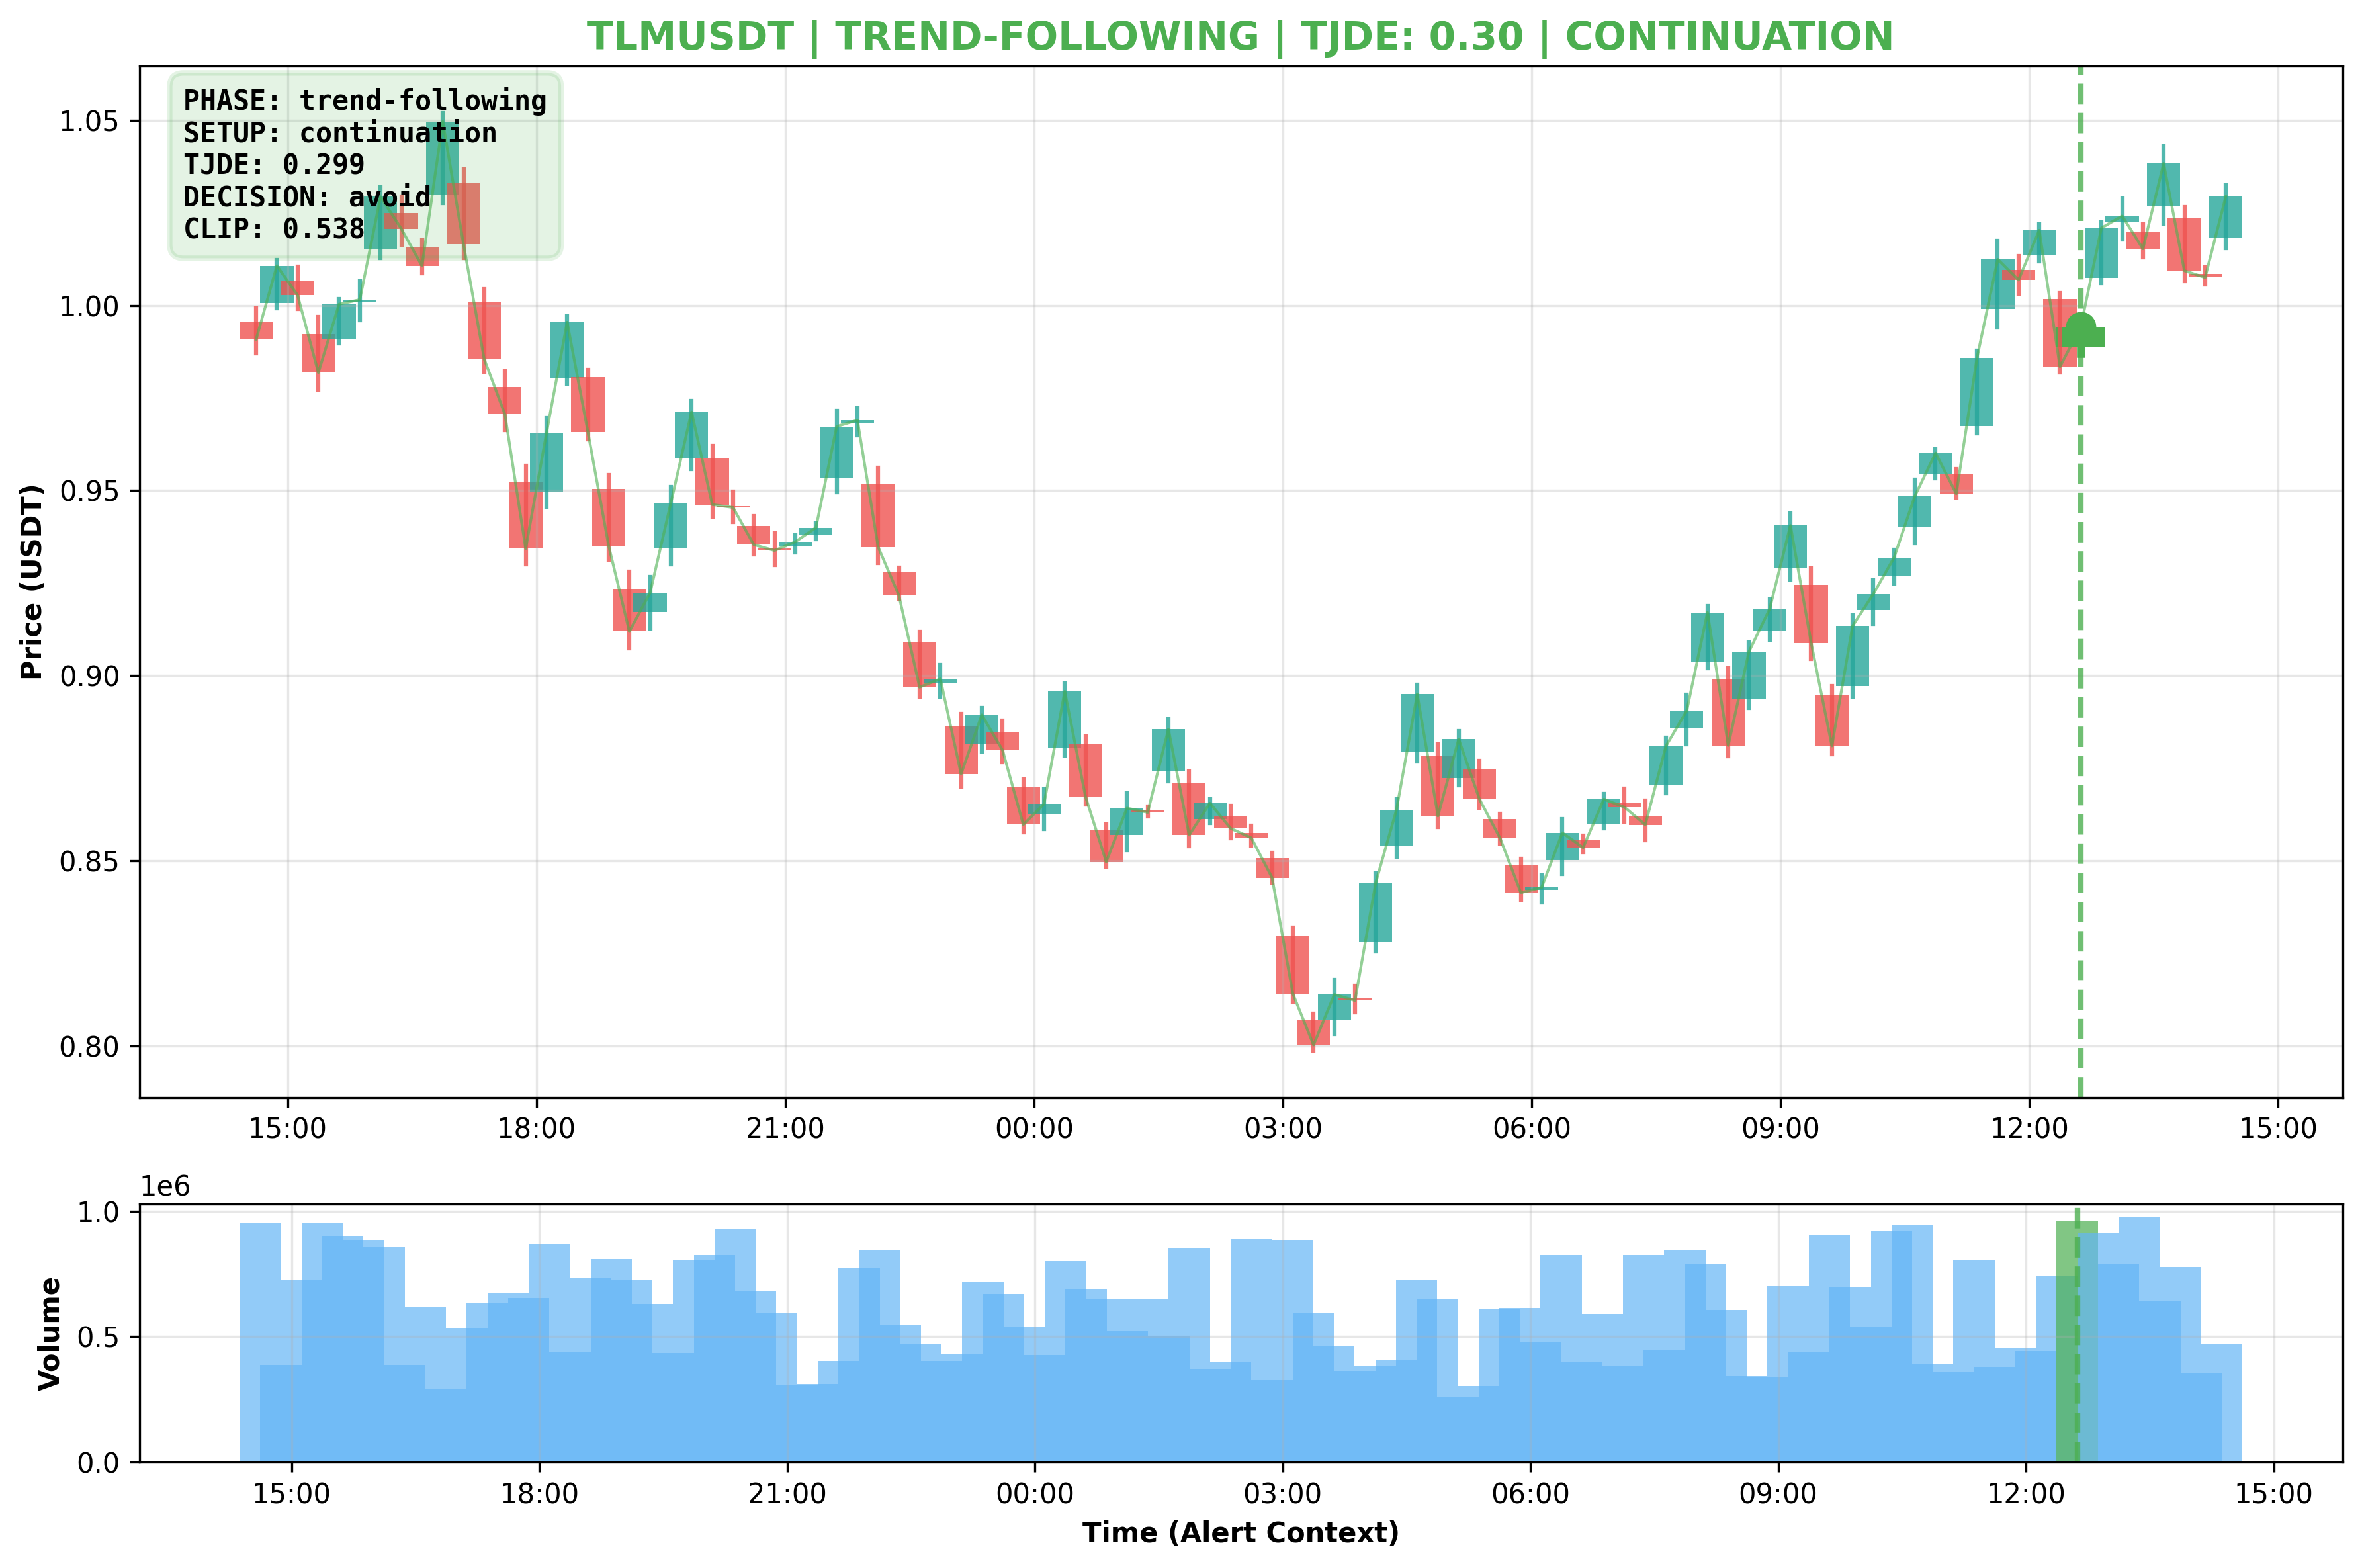 TLMUSDT | TREND-FOLLOWING | TJDE: 0.30 | CONTINUATION
PHASE: trend-following
SETUP: continuation
TJDE: 0.299
DECISION: avoid
CLIP: 0.538
Price (USDT)
1.05
1.00
0.95
0.90
0.85
0.80
15:00 18:00 21:00 00:00 03:00 06:00 09:00 12:00 15:00
1e6
Volume
1.0
0.5
0.0
15:00 18:00 21:00 00:00 03:00 06:00 09:00 12:00 15:00
Time (Alert Context)